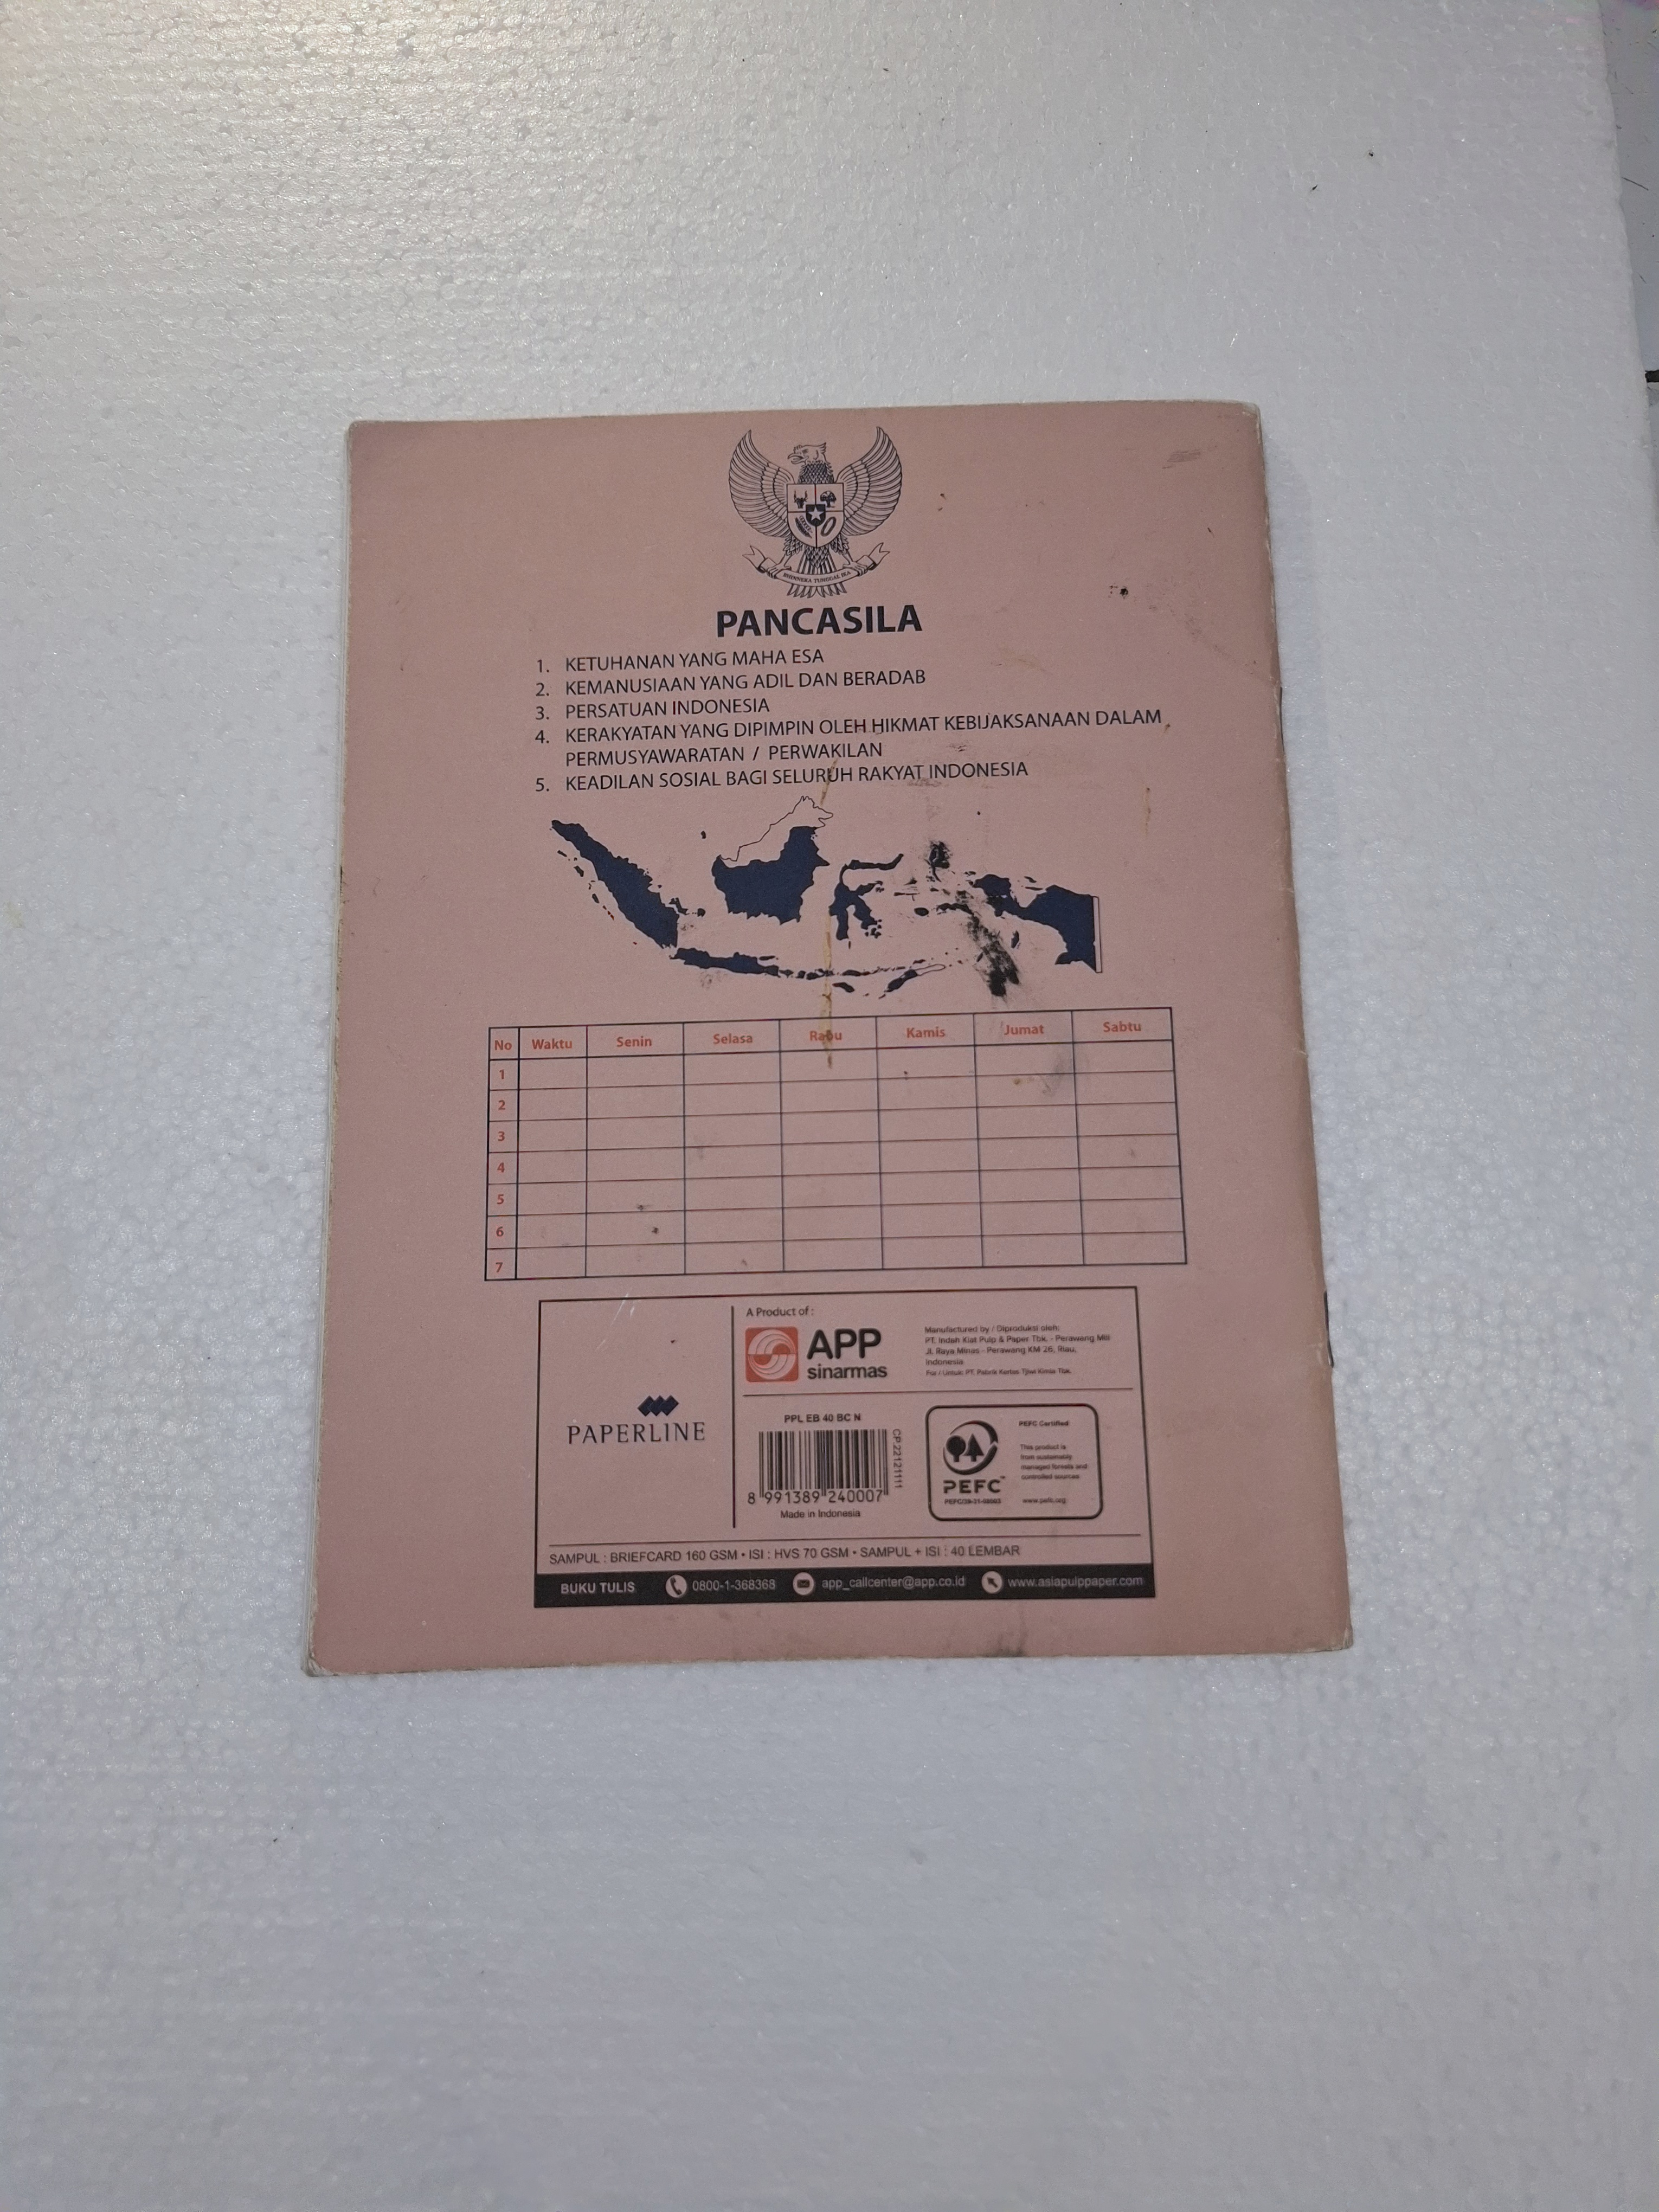 BHINNEKA TUNGGAL IKA
PANCASILA
1. KETUHANAN YANG MAHA ESA
2. KEMANUSIAAN YANG ADIL DAN BERADAB
3. PERSATUAN INDONESIA
4. KERAKYATAN YANG DIPIMPIN OLEH HIKMAT KEBIJAKSANAAN DALAM
PERMUSYAWARATAN / PERWAKILAN
5. KEADILAN SOSIAL BAGI SELURUH RAKYAT INDONESIA
No Waktu Senin Selasa Rabu Kamis Jumat Sabtu
1
2
3
4
5
6
7
PAPERLINE
A Product of :
APP
sinarmas
Manufactured by / Diproduksi oleh:
PT. Indah Kiat Pulp & Paper Tbk. - Perawang Mill
Jl. Raya Minas - Perawang KM 26, Riau,
Indonesia
For / Untuk: PT. Pabrik Kertas Tjiwi Kimia Tbk.
PPL EB 40 BC N
CP.22121111
8 991389 240007
Made in Indonesia
PEFC
PEFC Certified
This product is
from sustainably
managed forests and
controlled sources
www.pefc.org
SAMPUL : BRIEFCARD 160 GSM • ISI : HVS 70 GSM • SAMPUL + ISI : 40 LEMBAR
BUKU TULIS 0800-1-368368 app_callcenter@app.co.id www.asiapulppaper.com